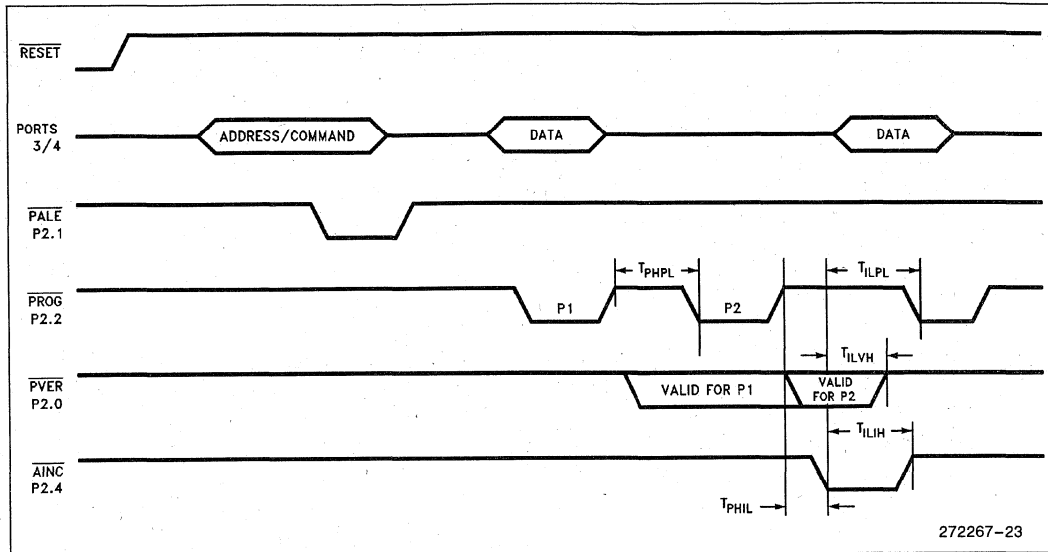 RESET
PORTS
3/4
ADDRESS/COMMAND
DATA
DATA
PALE
P2.1
PROG
P2.2
P1
TPHPL
P2
TILPL
PVER
P2.0
VALID FOR P1
VALID
FOR P2
TILVH
AINC
P2.4
TILIH
TPHIL
272267-23